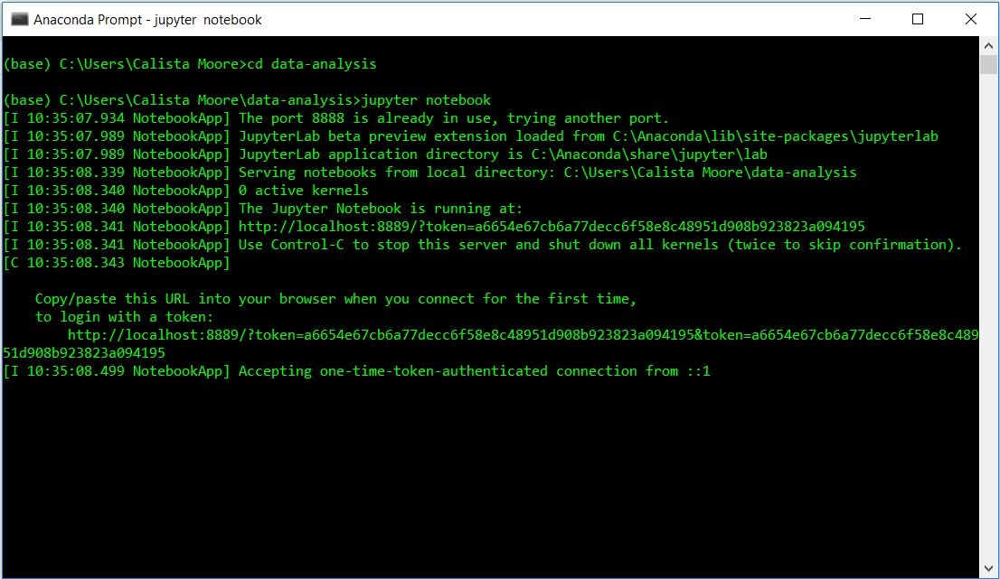 Anaconda Prompt - jupyter  notebook
(base) C:\Users\Calista Moore>cd data-analysis
(base) C:\Users\Calista Moore\data-analysis>jupyter notebook
[I 10:35:07.934 NotebookApp] The port 8888 is already in use, trying another port.
[I 10:35:07.989 NotebookApp] JupyterLab beta preview extension loaded from C:\Anaconda\lib\site-packages\jupyterlab
[I 10:35:07.989 NotebookApp] JupyterLab application directory is C:\Anaconda\share\jupyter\lab
[I 10:35:08.339 NotebookApp] Serving notebooks from local directory: C:\Users\Calista Moore\data-analysis
[I 10:35:08.340 NotebookApp] 0 active kernels
[I 10:35:08.340 NotebookApp] The Jupyter Notebook is running at:
[I 10:35:08.341 NotebookApp] http://localhost:8889/?token=a6654e67cb6a77decc6f58e8c48951d908b923823a094195
[I 10:35:08.341 NotebookApp] Use Control-C to stop this server and shut down all kernels (twice to skip confirmation).
[C 10:35:08.343 NotebookApp]
    Copy/paste this URL into your browser when you connect for the first time,
    to login with a token:
        http://localhost:8889/?token=a6654e67cb6a77decc6f58e8c48951d908b923823a094195&token=a6654e67cb6a77decc6f58e8c489
51d908b923823a094195
[I 10:35:08.499 NotebookApp] Accepting one-time-token-authenticated connection from ::1